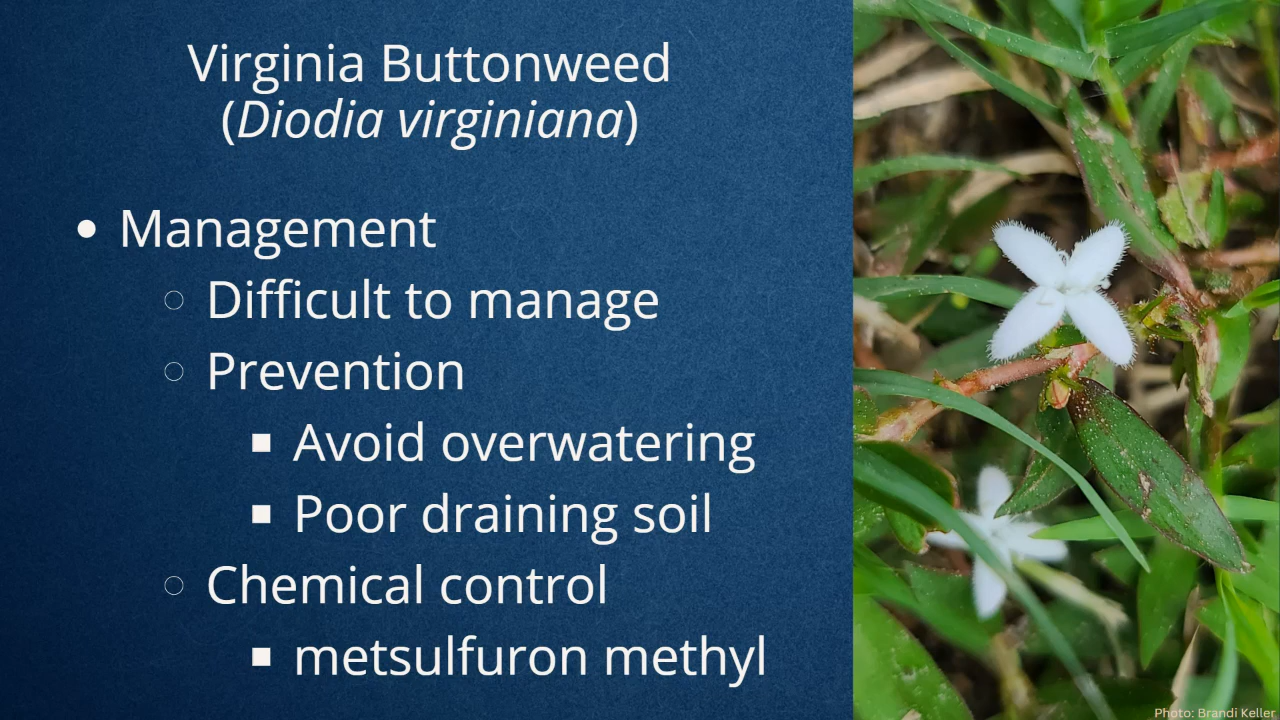 Virginia Buttonweed
(Diodia virginiana)
• Management
○ Difficult to manage
○ Prevention
■ Avoid overwatering
■ Poor draining soil
○ Chemical control
■ metsulfuron methyl
Photo: Brandi Keller